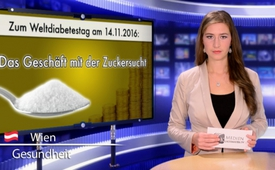 Zum Weltdiabetestag am 14.11.2016:
Das Geschäft mit der Zuckersucht
Wien
Gesundheit